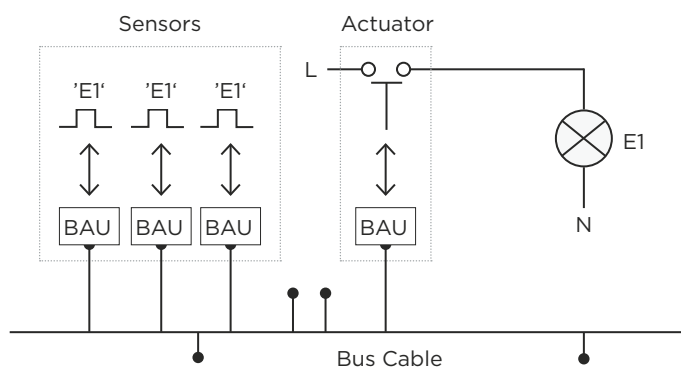 Sensors
Actuator
L
'E1‘ 'E1‘ 'E1‘
E1
BAU BAU BAU
BAU
N
Bus Cable